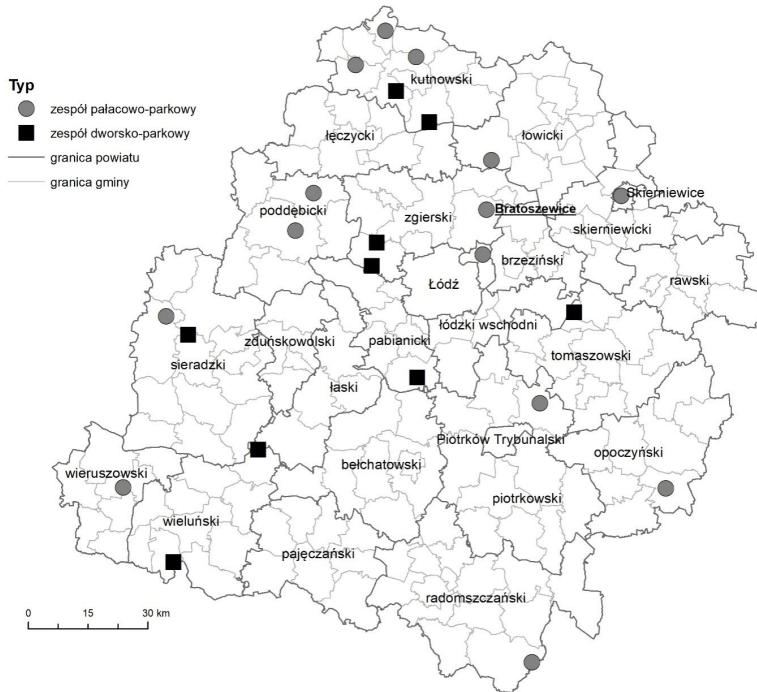 Typ
zespół pałacowo-parkowy
zespół dworsko-parkowy
granica powiatu
granica gminy
kutnowski
łęczycki
łowicki
Skierniewice
poddębicki
zgierski
Bratoszewice
skierniewicki
brzeziński
rawski
Łódź
łódzki wschodni
zduńskowolski
pabianicki
tomaszowski
sieradzki
łaski
Piotrków Trybunalski
opoczyński
wieruszowski
bełchatowski
piotrkowski
wieluński
pajęczański
radomszczański
0 15 30 km